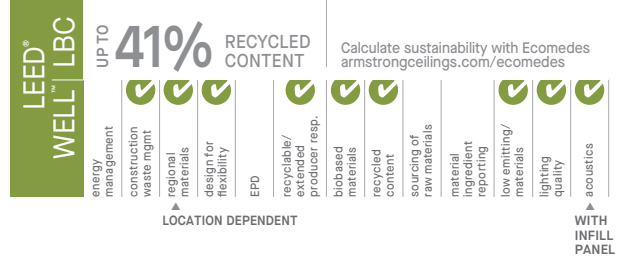 LEED®
WELL™ | LBC
UP TO
41%
RECYCLED
CONTENT
Calculate sustainability with Ecomedes
armstrongceilings.com/ecomedes
energy
management
construction
waste mgmt
regional
materials
design for
flexibility
EPD
recyclable/
extended
producer resp.
biobased
materials
recycled
content
sourcing of
raw materials
material
ingredient
reporting
low emitting/
materials
lighting
quality
acoustics
LOCATION DEPENDENT
WITH
INFILL
PANEL